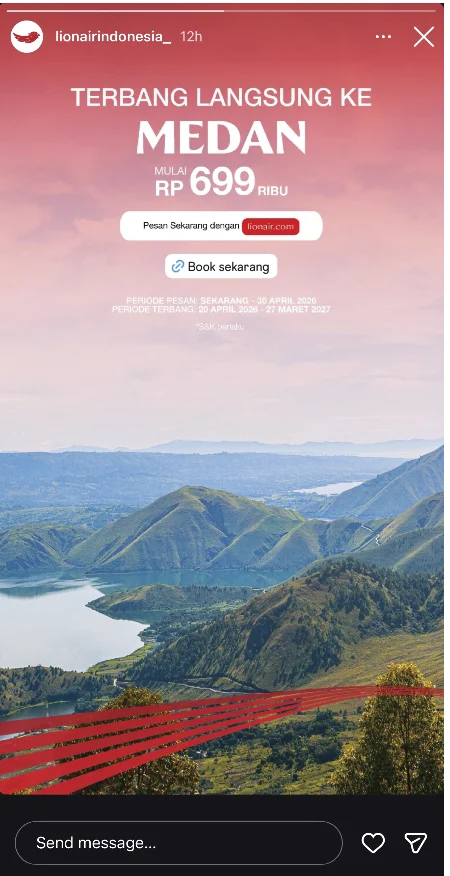 lionairindonesia_ 12h
TERBANG LANGSUNG KE
MEDAN
MULAI
RP 699 RIBU
Pesan Sekarang dengan lionair.com
Book sekarang
PERIODE PESAN: SEKARANG - 30 APRIL 2026
PERIODE TERBANG: 20 APRIL 2026 - 27 MARET 2027
*S&K berlaku
Send message...